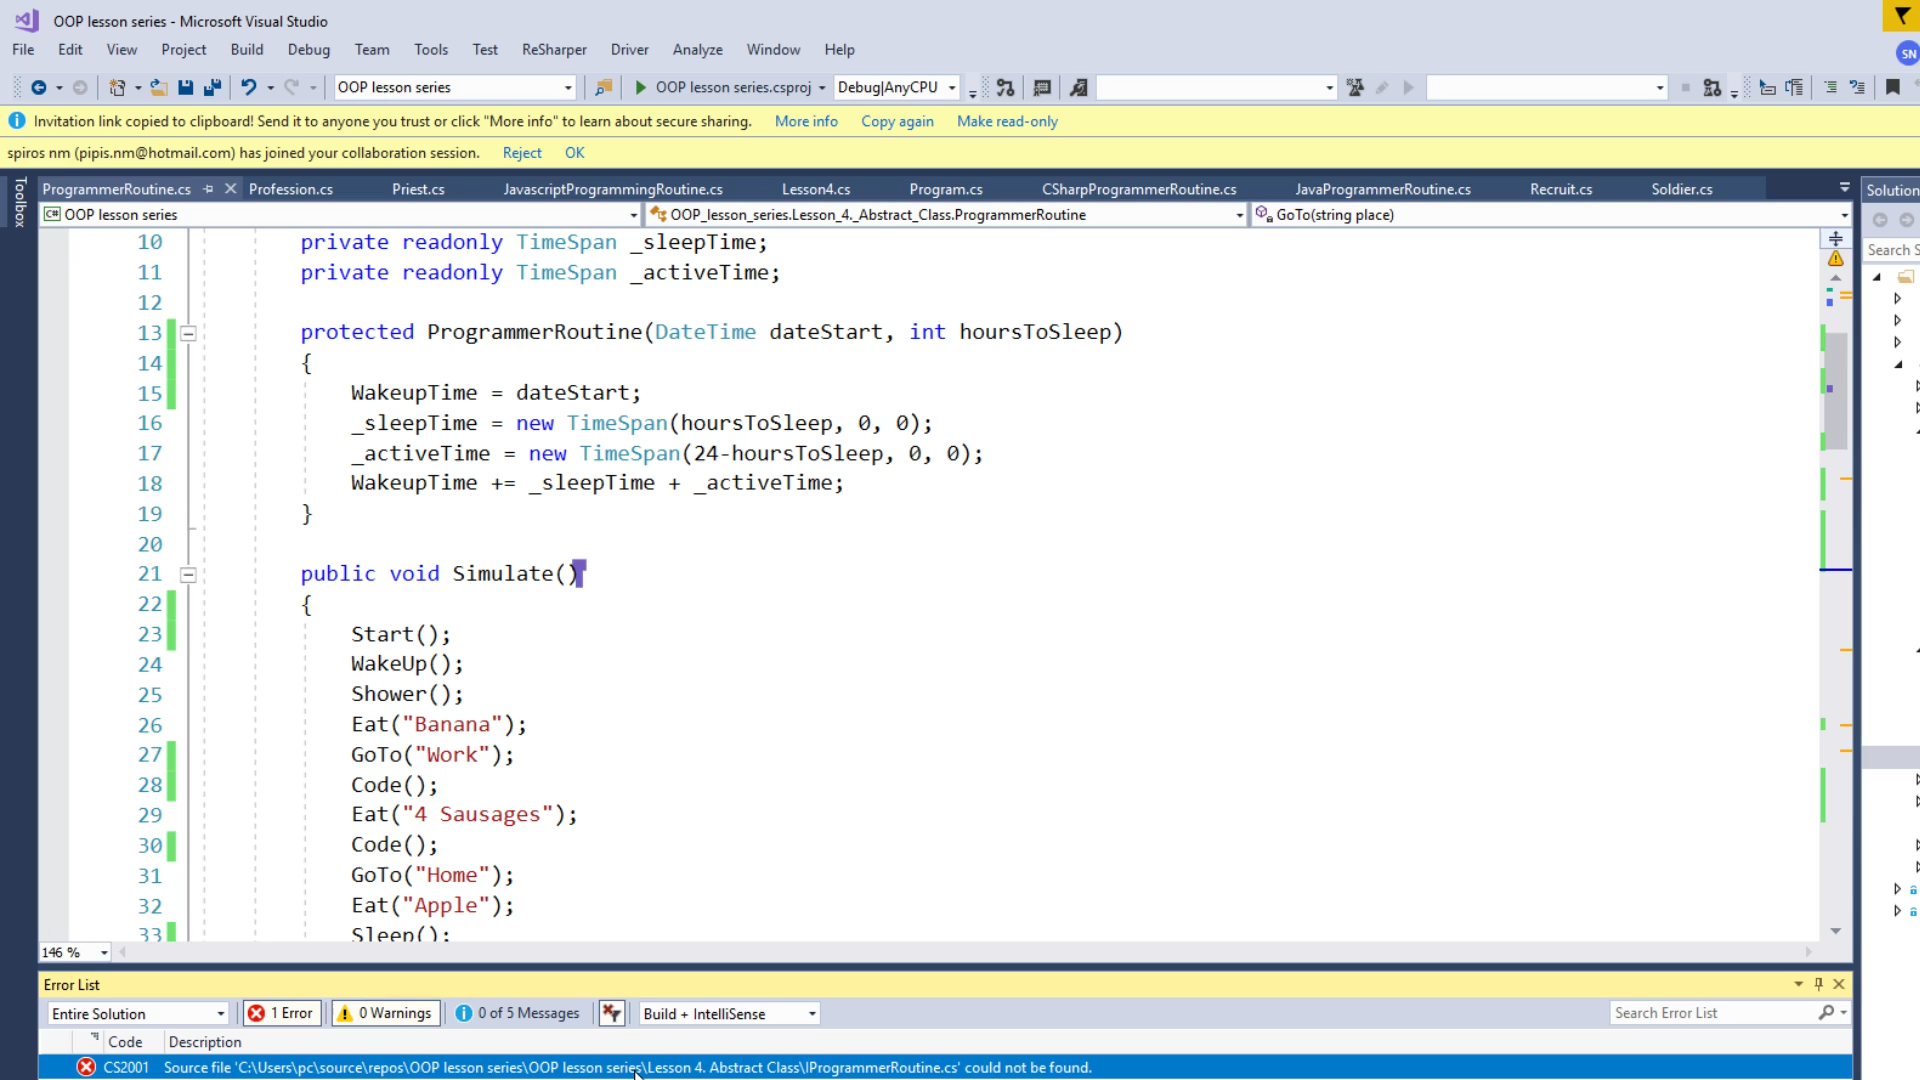 OOP lesson series - Microsoft Visual Studio
File Edit View Project Build Debug Team Tools Test ReSharper Driver Analyze Window Help
SN
OOP lesson series OOP lesson series.csproj Debug|AnyCPU
Invitation link copied to clipboard! Send it to anyone you trust or click "More info" to learn about secure sharing. More info Copy again Make read-only
spiros nm (pipis.nm@hotmail.com) has joined your collaboration session. Reject OK
Toolbox
ProgrammerRoutine.cs Profession.cs Priest.cs JavascriptProgrammingRoutine.cs Lesson4.cs Program.cs CSharpProgrammerRoutine.cs JavaProgrammerRoutine.cs Recruit.cs Soldier.cs Solution
C# OOP lesson series OOP_lesson_series.Lesson_4._Abstract_Class.ProgrammerRoutine GoTo(string place)
Search S
10 private readonly TimeSpan _sleepTime;
11 private readonly TimeSpan _activeTime;
12
13 protected ProgrammerRoutine(DateTime dateStart, int hoursToSleep)
14 {
15 WakeupTime = dateStart;
16 _sleepTime = new TimeSpan(hoursToSleep, 0, 0);
17 _activeTime = new TimeSpan(24-hoursToSleep, 0, 0);
18 WakeupTime += _sleepTime + _activeTime;
19 }
20
21 public void Simulate()
22 {
23 Start();
24 WakeUp();
25 Shower();
26 Eat("Banana");
27 GoTo("Work");
28 Code();
29 Eat("4 Sausages");
30 Code();
31 GoTo("Home");
32 Eat("Apple");
33 Sleep();
146 %
Error List
Entire Solution 1 Error 0 Warnings 0 of 5 Messages Build + IntelliSense Search Error List
Code Description
CS2001 Source file 'C:\Users\pc\source\repos\OOP lesson series\OOP lesson series\Lesson 4. Abstract Class\IProgrammerRoutine.cs' could not be found.